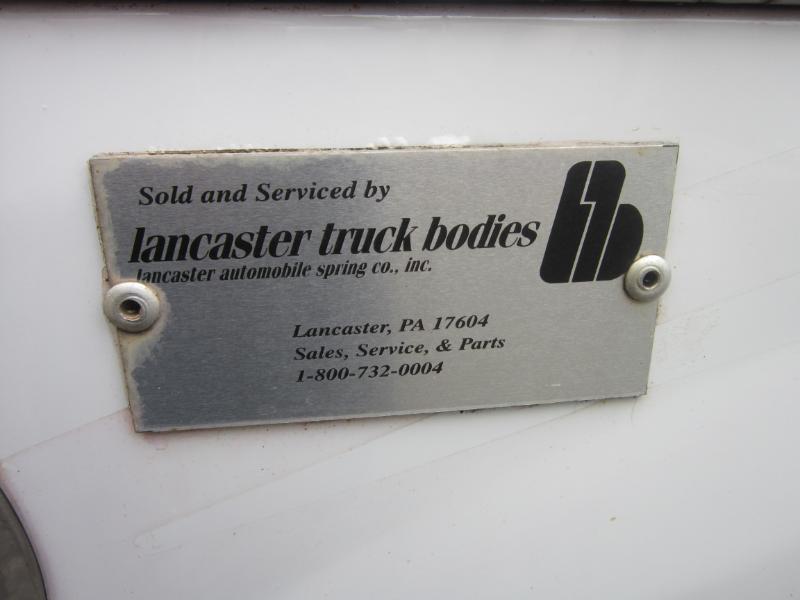 Sold and Serviced by
lancaster truck bodies
lancaster automobile spring co., inc.
Lancaster, PA 17604
Sales, Service, & Parts
1-800-732-0004